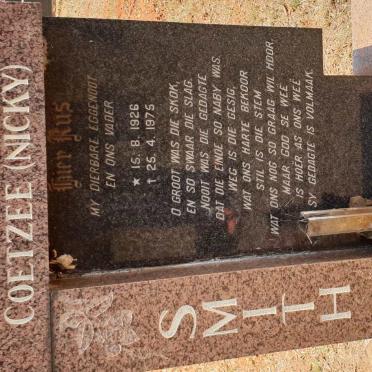 COETZEE (NICKY)
Hier Rus
MY DIERBARE EGGENOOT
EN ONS VADER
★ 15. 8. 1926
† 25. 4. 1975
O GROOT WAS DIE SKOK,
EN SO SWAAR DIE SLAG.
NOOIT WAS DIE GEDAGTE
DAT DIE EINDE SO NABY WAS.
WEG IS DIE GESIG,
WAT ONS HARTE BEKOOR
STIL IS DIE STEM
WAT ONS NOG SO GRAAG WIL HOOR.
MAAR, GOD SE WEË
IS HOËR AS ONS WEË
SY GEDAGTE IS VOLMAAK.
SMITH